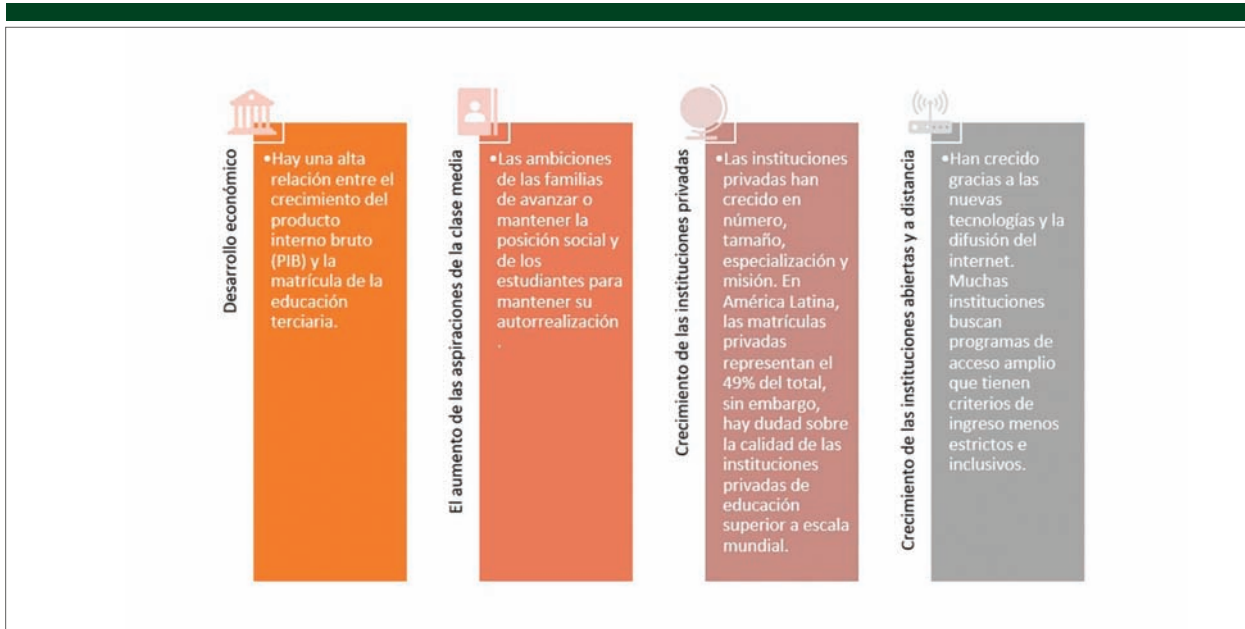 Desarrollo económico
•Hay una alta
relación entre el
crecimiento del
producto
interno bruto
(PIB) y la
matrícula de la
educación
terciaria.
El aumento de las aspiraciones de la clase media
•Las ambiciones
de las familias
de avanzar o
mantener la
posición social y
de los
estudiantes para
mantener su
autorrealización
.
Crecimiento de las instituciones privadas
•Las instituciones
privadas han
crecido en
número,
tamaño,
especialización y
misión. En
América Latina,
las matrículas
privadas
representan el
49% del total,
sin embargo,
hay dudad sobre
la calidad de las
instituciones
privadas de
educación
superior a escala
mundial.
Crecimiento de las instituciones abiertas y a distancia
•Han crecido
gracias a las
nuevas
tecnologías y la
difusión del
internet.
Muchas
instituciones
buscan
programas de
acceso amplio
que tienen
criterios de
ingreso menos
estrictos e
inclusivos.